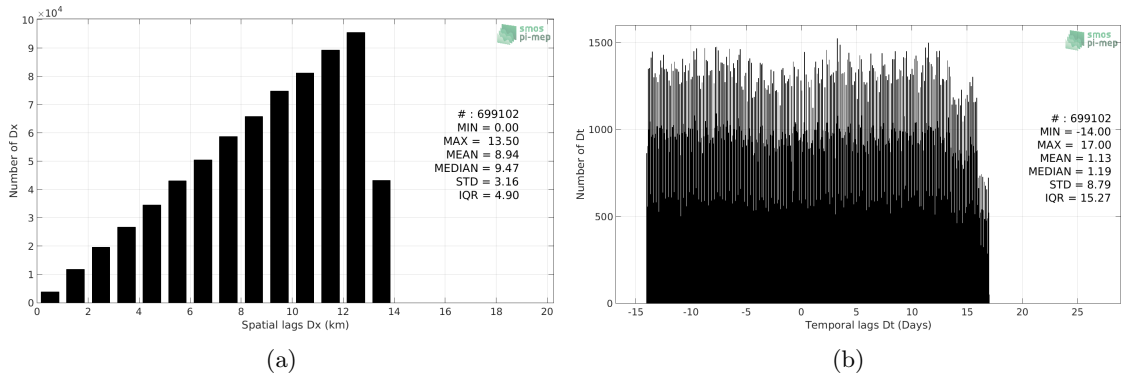 10 ×10⁴
9
8
7
6
5
4
3
2
1
0
0 2 4 6 8 10 12 14 16 18 20
Number of Dx
Spatial lags Dx (km)
smos
pi-mep
# : 699102
MIN = 0.00
MAX = 13.50
MEAN = 8.94
MEDIAN = 9.47
STD = 3.16
IQR = 4.90
(a)
1500
1000
500
0
-15 -10 -5 0 5 10 15 20 25
Number of Dt
Temporal lags Dt (Days)
smos
pi-mep
# : 699102
MIN = -14.00
MAX = 17.00
MEAN = 1.13
MEDIAN = 1.19
STD = 8.79
IQR = 15.27
(b)